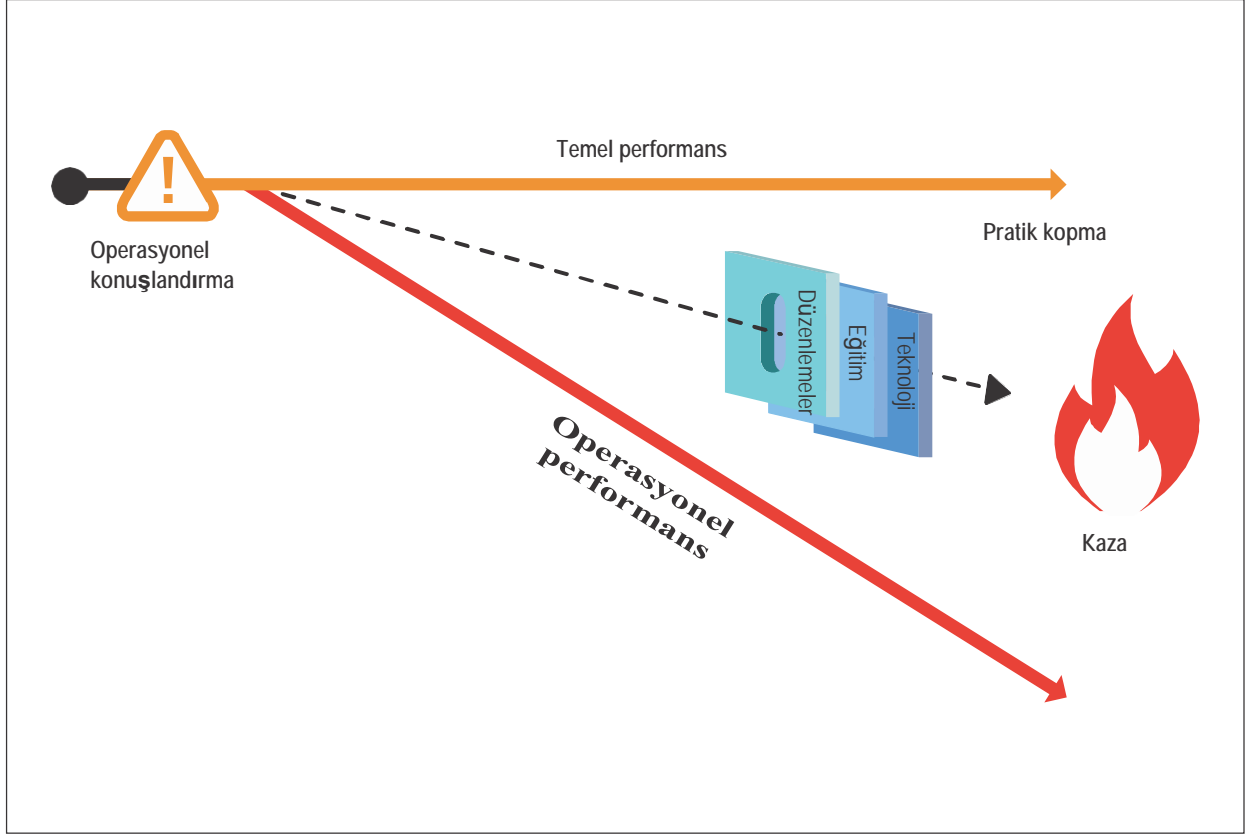 Temel performans
Operasyonel
konuşlandırma
Pratik kopma
Düzenlemeler
Eğitim
Teknoloji
Operasyonel
performans
Kaza